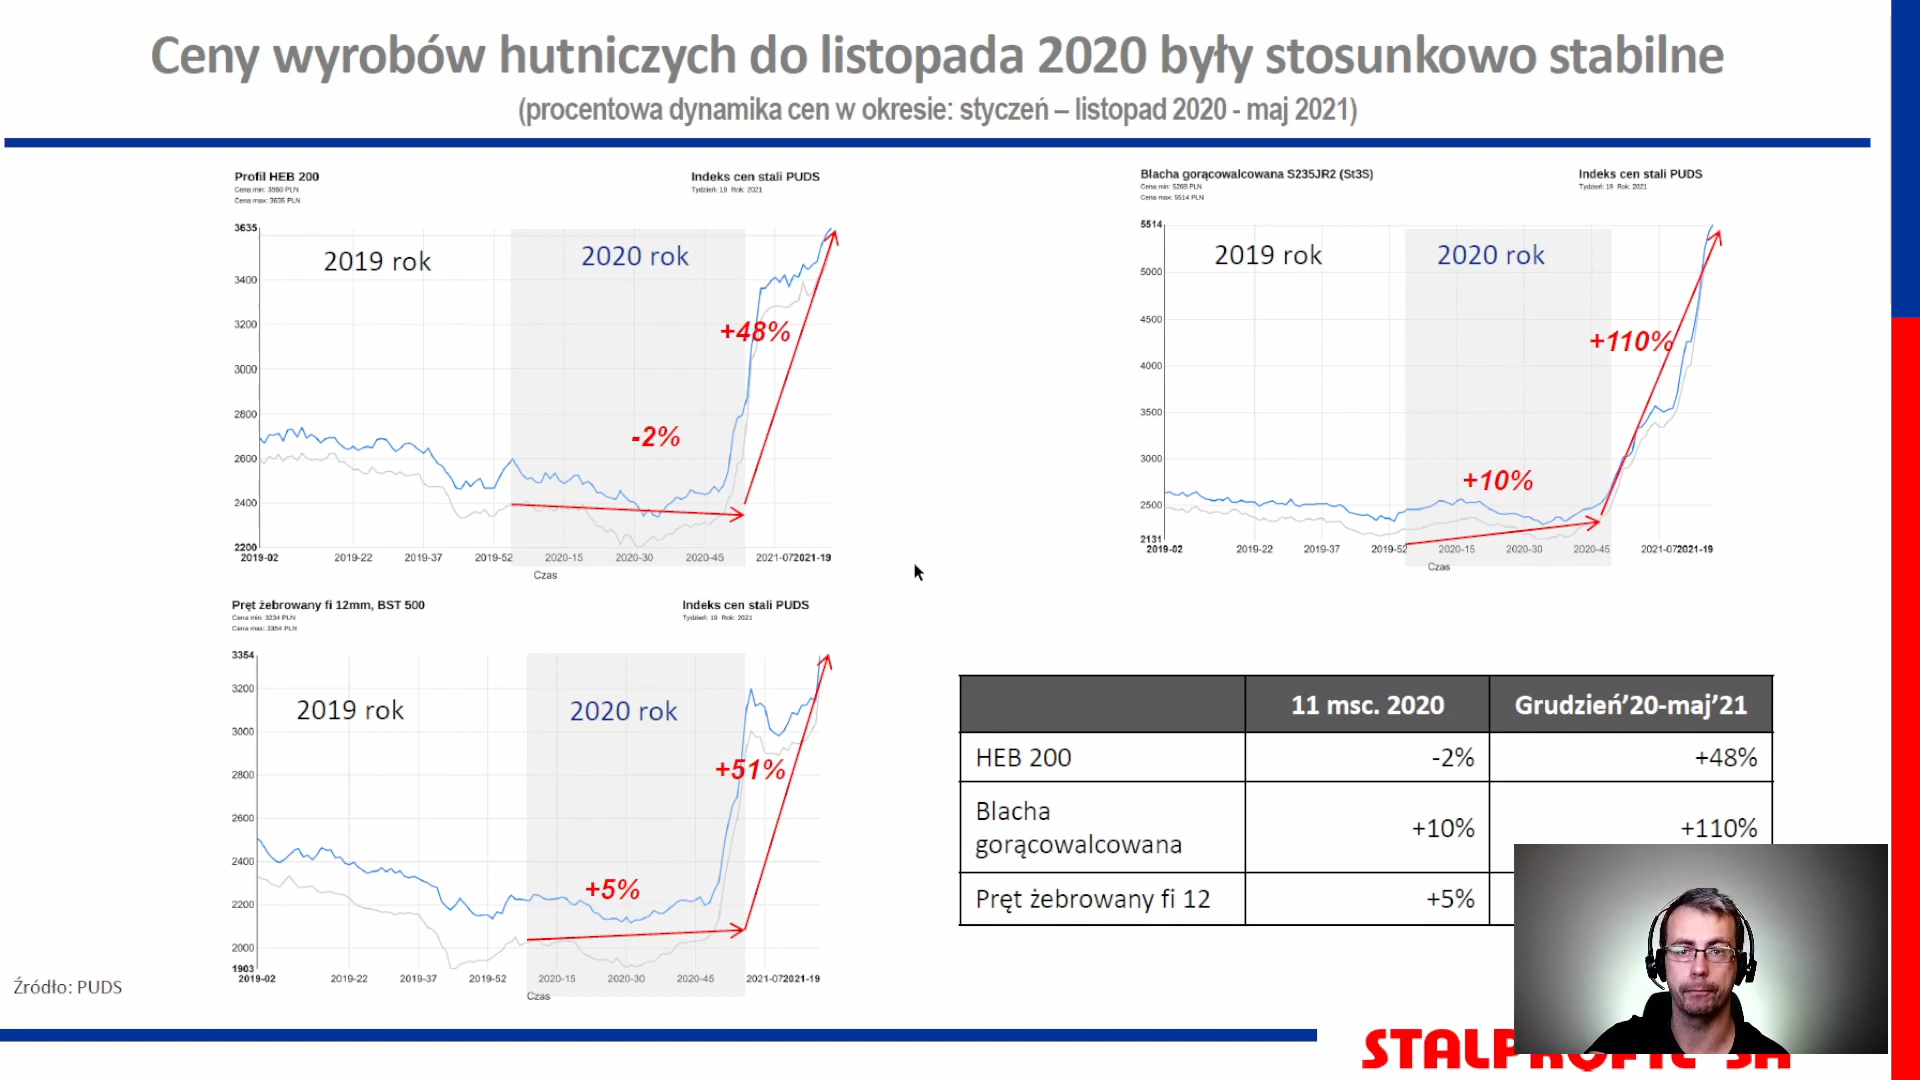 Ceny wyrobów hutniczych do listopada 2020 były stosunkowo stabilne
(procentowa dynamika cen w okresie: styczeń – listopad 2020 - maj 2021)
Profil HEB 200
Cena min: 3560 PLN
Cena max: 3635 PLN
Indeks cen stali PUDS
Tydzień: 19 Rok: 2021
3635
3400
3200
3000
2800
2600
2400
2200
2019 rok
2020 rok
+48%
-2%
2019-02 2019-22 2019-37 2019-52 2020-15 2020-30 2020-45 2021-07 2021-19
Czas
Blacha gorącowalcowana S235JR2 (St3S)
Cena min: 5268 PLN
Cena max: 5514 PLN
Indeks cen stali PUDS
Tydzień: 19 Rok: 2021
5514
5000
4500
4000
3500
3000
2500
2131
2019 rok
2020 rok
+110%
+10%
2019-02 2019-22 2019-37 2019-52 2020-15 2020-30 2020-45 2021-07 2021-19
Czas
Pręt żebrowany fi 12mm, BST 500
Cena min: 3234 PLN
Cena max: 3354 PLN
Indeks cen stali PUDS
Tydzień: 19 Rok: 2021
3354
3200
3000
2800
2600
2400
2200
2000
1903
2019 rok
2020 rok
+51%
+5%
2019-02 2019-22 2019-37 2019-52 2020-15 2020-30 2020-45 2021-07 2021-19
Czas
11 msc. 2020 Grudzień’20-maj’21
HEB 200 -2% +48%
Blacha
gorącowalcowana +10% +110%
Pręt żebrowany fi 12 +5%
Źródło: PUDS